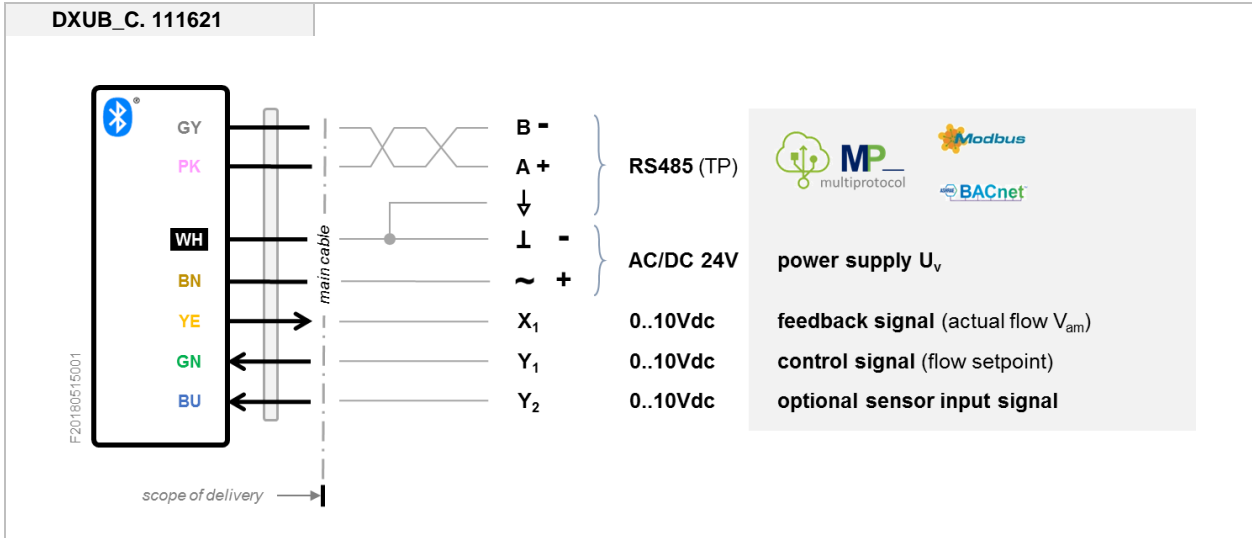 DXUB_C. 111621
®
GY B - 
PK A + RS485 (TP) MP_ multiprotocol Modbus BACnet
WH ⊥ -
BN ~ + AC/DC 24V power supply Uv
YE X1 0..10Vdc feedback signal (actual flow Vam)
GN Y1 0..10Vdc control signal (flow setpoint)
BU Y2 0..10Vdc optional sensor input signal
main cable
F20180515001
scope of delivery